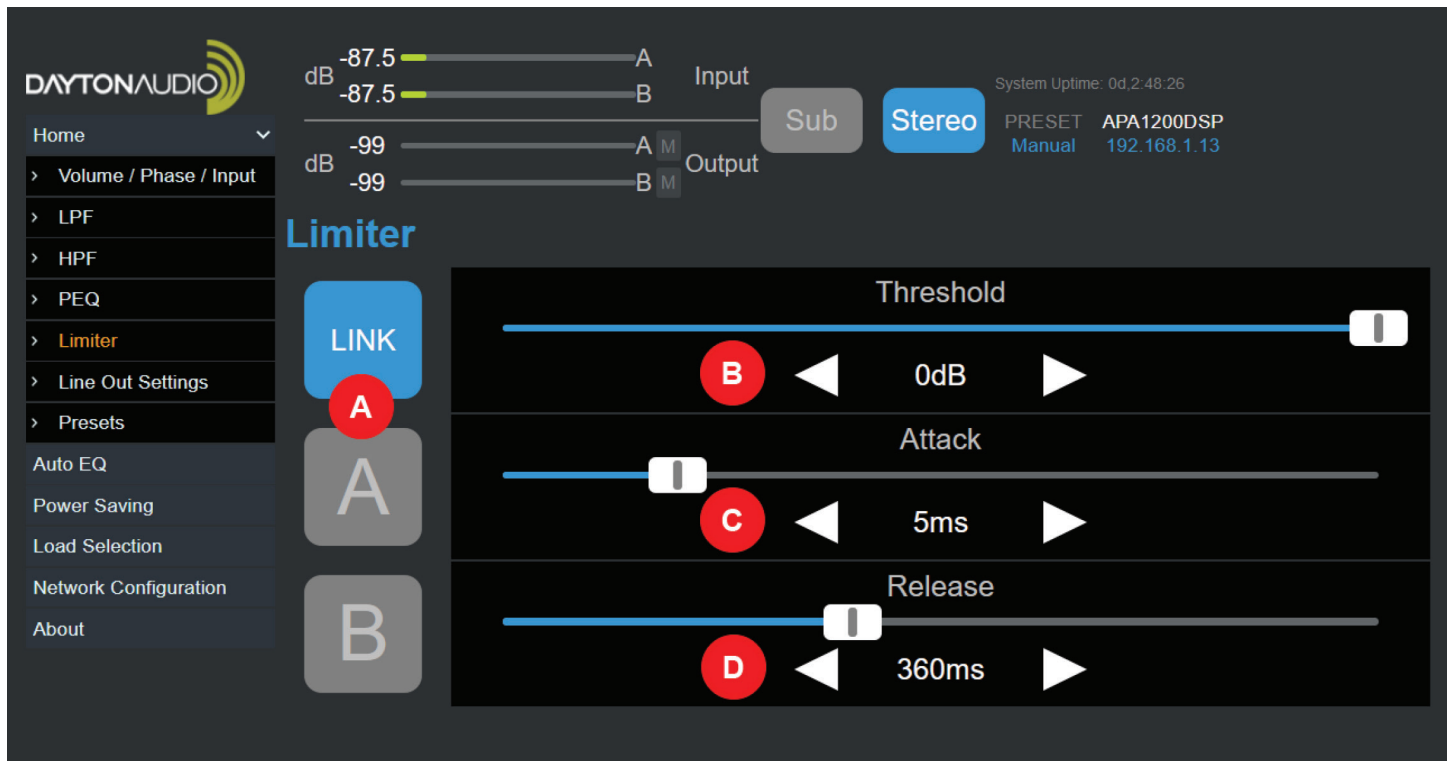 DAYTONAUDIO
Home
Volume / Phase / Input
LPF
HPF
PEQ
Limiter
Line Out Settings
Presets
Auto EQ
Power Saving
Load Selection
Network Configuration
About
dB -87.5 A
-87.5 B
Input
dB -99 A M
-99 B M
Output
Sub
Stereo
System Uptime: 0d,2:48:26
PRESET APA1200DSP
Manual 192.168.1.13
Limiter
LINK
A
A
B
Threshold
B 0dB
Attack
C 5ms
Release
D 360ms